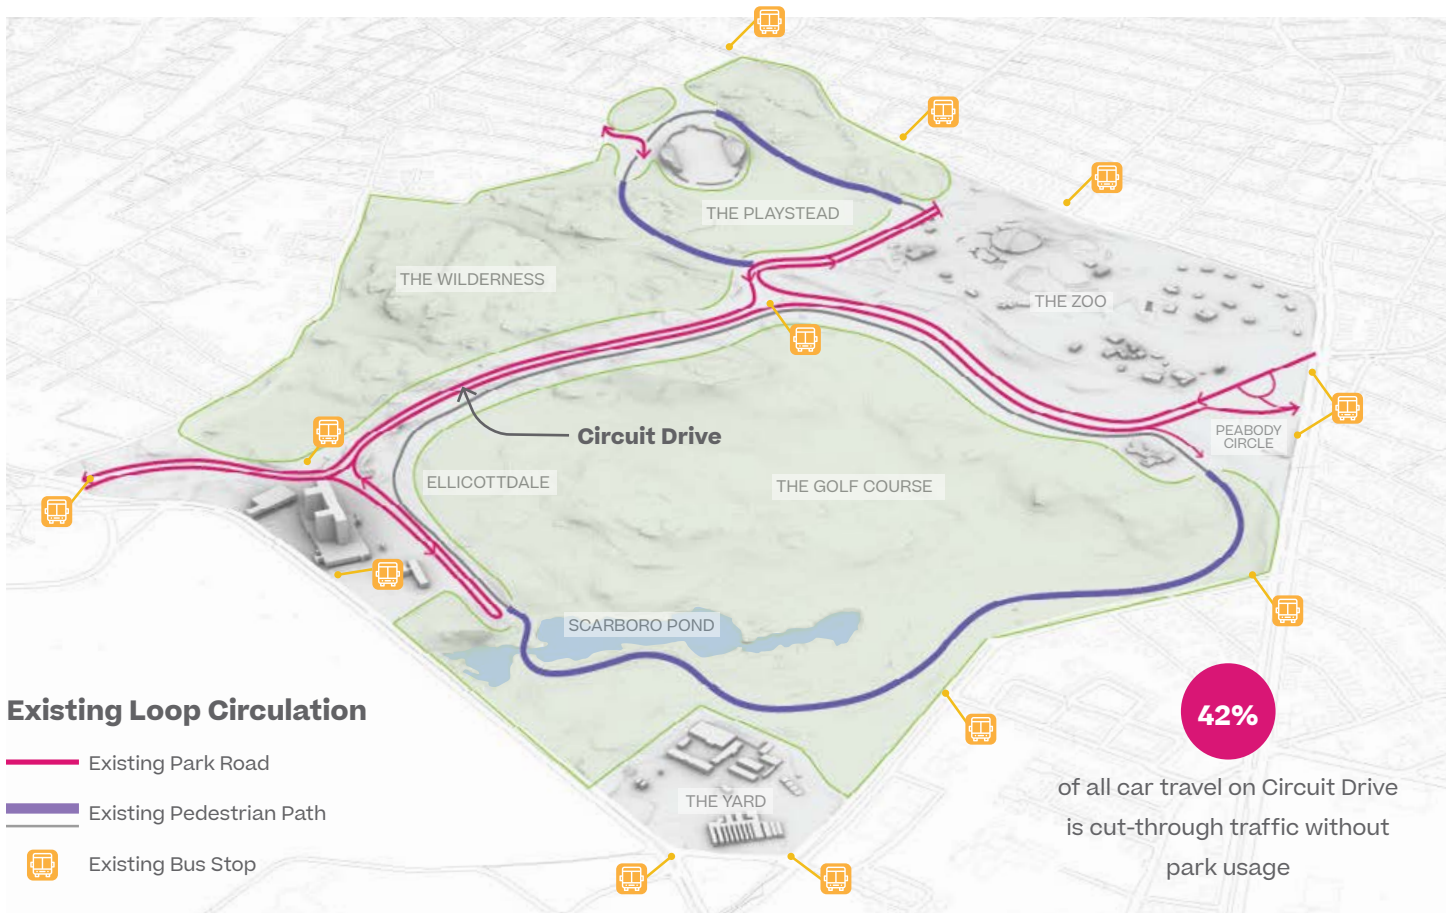 THE PLAYSTEAD
THE WILDERNESS
THE ZOO
Circuit Drive
PEABODY
CIRCLE
ELLICOTTDALE
THE GOLF COURSE
SCARBORO POND
THE YARD
Existing Loop Circulation
Existing Park Road
Existing Pedestrian Path
Existing Bus Stop
42%
of all car travel on Circuit Drive
is cut-through traffic without
park usage